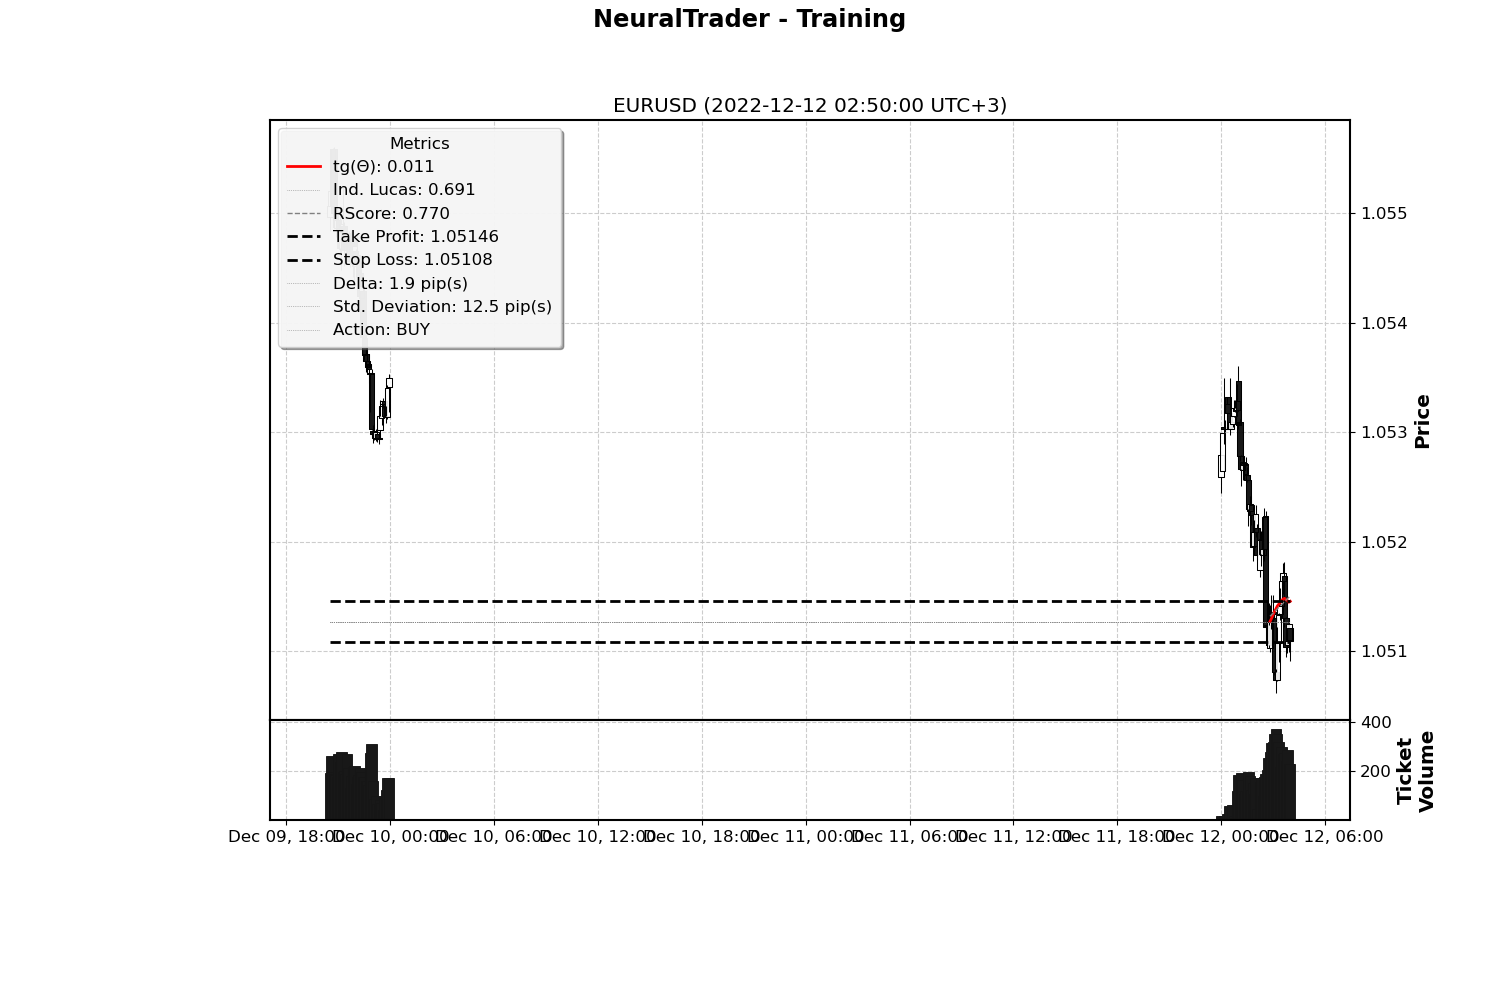 NeuralTrader - Training
EURUSD (2022-12-12 02:50:00 UTC+3)
Metrics
tg(Θ): 0.011
Ind. Lucas: 0.691
RScore: 0.770
Take Profit: 1.05146
Stop Loss: 1.05108
Delta: 1.9 pip(s)
Std. Deviation: 12.5 pip(s)
Action: BUY
1.055
1.054
1.053
1.052
1.051
Price
400
200
Ticket
Volume
Dec 09, 18:00
Dec 10, 00:00
Dec 10, 06:00
Dec 10, 12:00
Dec 10, 18:00
Dec 11, 00:00
Dec 11, 06:00
Dec 11, 12:00
Dec 11, 18:00
Dec 12, 00:00
Dec 12, 06:00